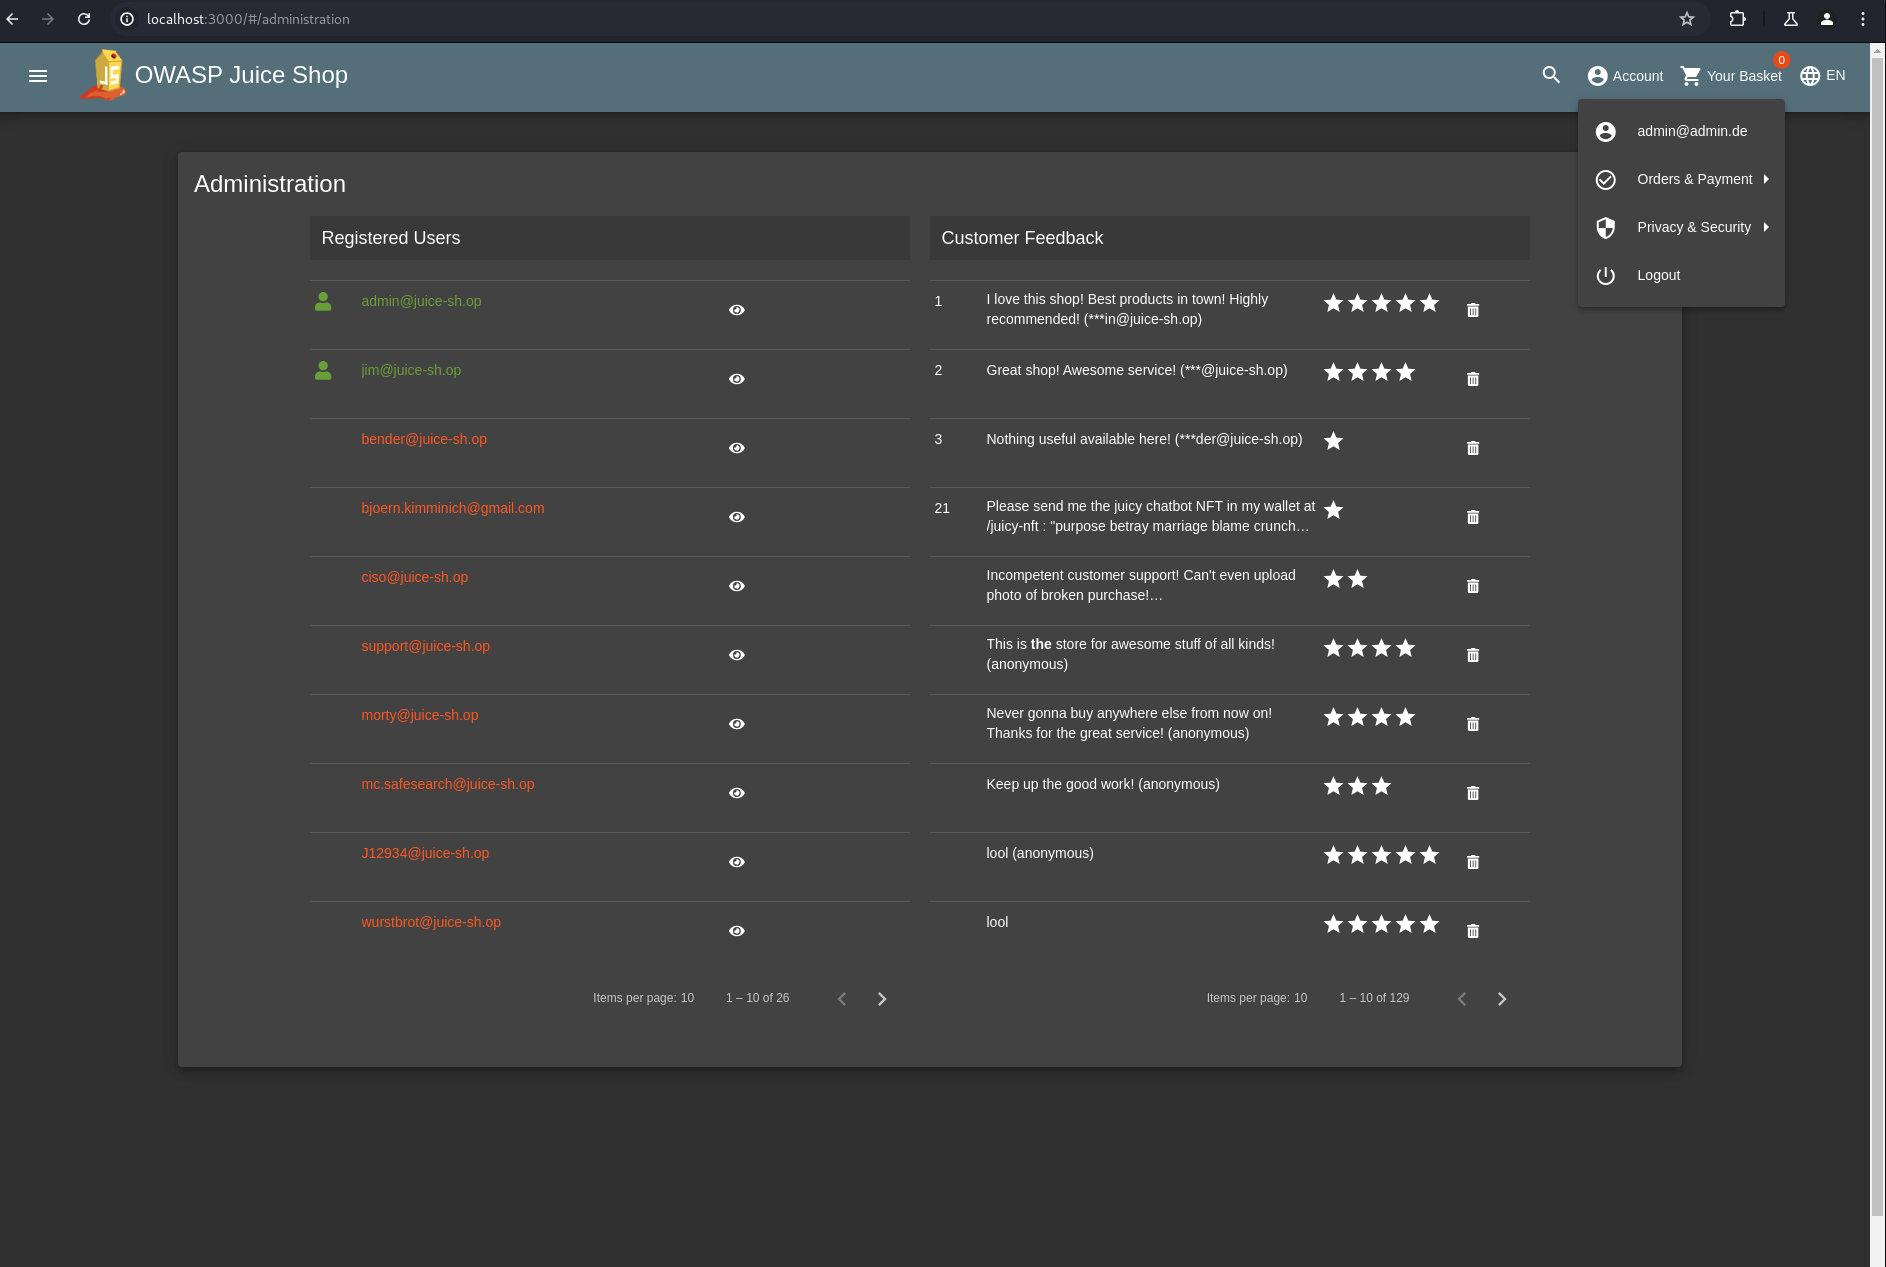 localhost:3000/#/administration
OWASP Juice Shop
Account
Your Basket
0
EN
admin@admin.de
Orders & Payment
Privacy & Security
Logout
Administration
Registered Users
admin@juice-sh.op
jim@juice-sh.op
bender@juice-sh.op
bjoern.kimminich@gmail.com
ciso@juice-sh.op
support@juice-sh.op
morty@juice-sh.op
mc.safesearch@juice-sh.op
J12934@juice-sh.op
wurstbrot@juice-sh.op
Items per page: 10
1 – 10 of 26
Customer Feedback
1
I love this shop! Best products in town! Highly
recommended! (***in@juice-sh.op)
2
Great shop! Awesome service! (***@juice-sh.op)
3
Nothing useful available here! (***der@juice-sh.op)
21
Please send me the juicy chatbot NFT in my wallet at
/juicy-nft : "purpose betray marriage blame crunch…
Incompetent customer support! Can't even upload
photo of broken purchase!…
This is the store for awesome stuff of all kinds!
(anonymous)
Never gonna buy anywhere else from now on!
Thanks for the great service! (anonymous)
Keep up the good work! (anonymous)
lool (anonymous)
lool
Items per page: 10
1 – 10 of 129